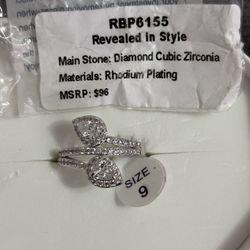 RBP6155
Revealed in Style
Main Stone: Diamond Cubic Zirconia
Materials: Rhodium Plating
MSRP: $96
SIZE
9